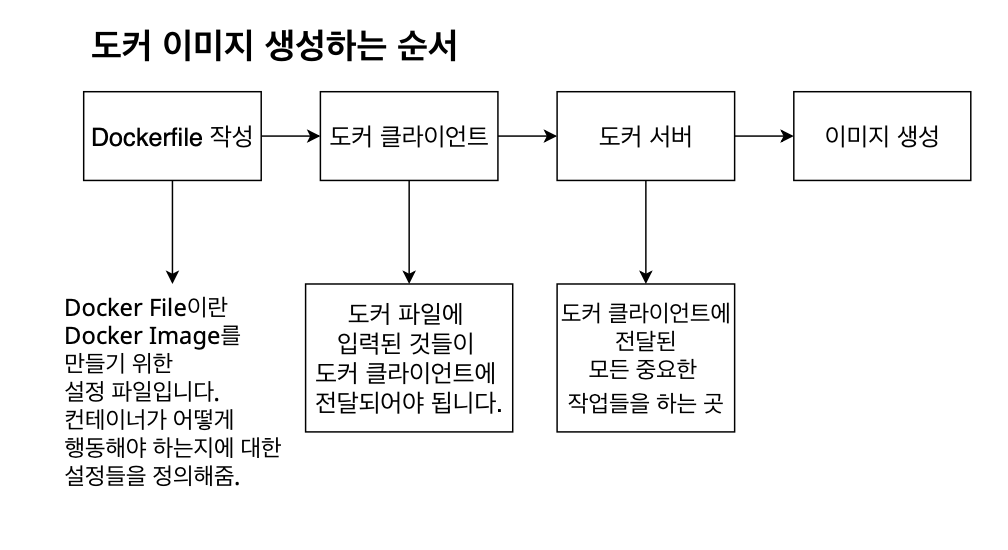 도커 이미지 생성하는 순서
Dockerfile 작성
도커 클라이언트
도커 서버
이미지 생성
Docker File이란
Docker Image를
만들기 위한
설정 파일입니다.
컨테이너가 어떻게
행동해야 하는지에 대한
설정들을 정의해줌.
도커 파일에
입력된 것들이
도커 클라이언트에
전달되어야 됩니다.
도커 클라이언트에
전달된
모든 중요한
작업들을 하는 곳